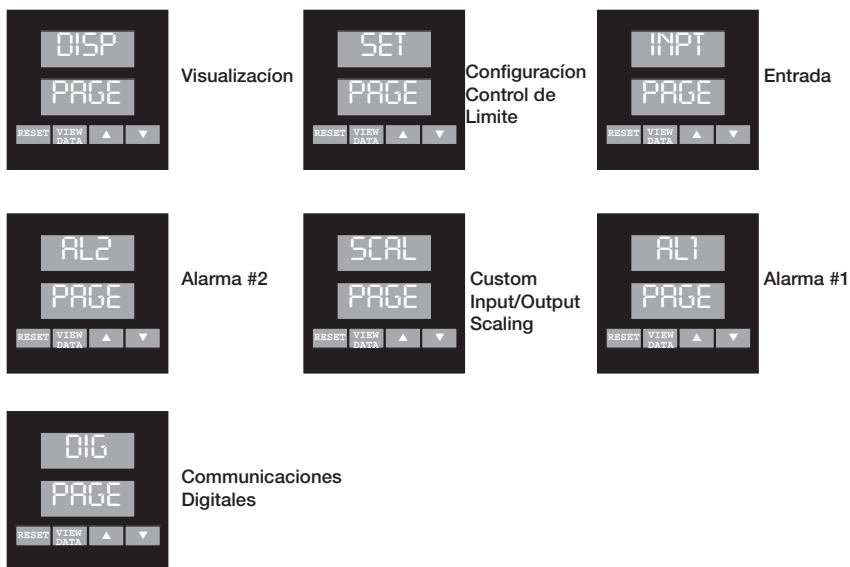 DISP
PAGE
RESET VIEW DATA ▲ ▼
Visualizacíon
SET
PAGE
RESET VIEW DATA ▲ ▼
Configuracíon
Control de
Limite
INPT
PAGE
RESET VIEW DATA ▲ ▼
Entrada
AL2
PAGE
RESET VIEW DATA ▲ ▼
Alarma #2
SCAL
PAGE
RESET VIEW DATA ▲ ▼
Custom
Input/Output
Scaling
AL1
PAGE
RESET VIEW DATA ▲ ▼
Alarma #1
DIG
PAGE
RESET VIEW DATA ▲ ▼
Communicaciones
Digitales